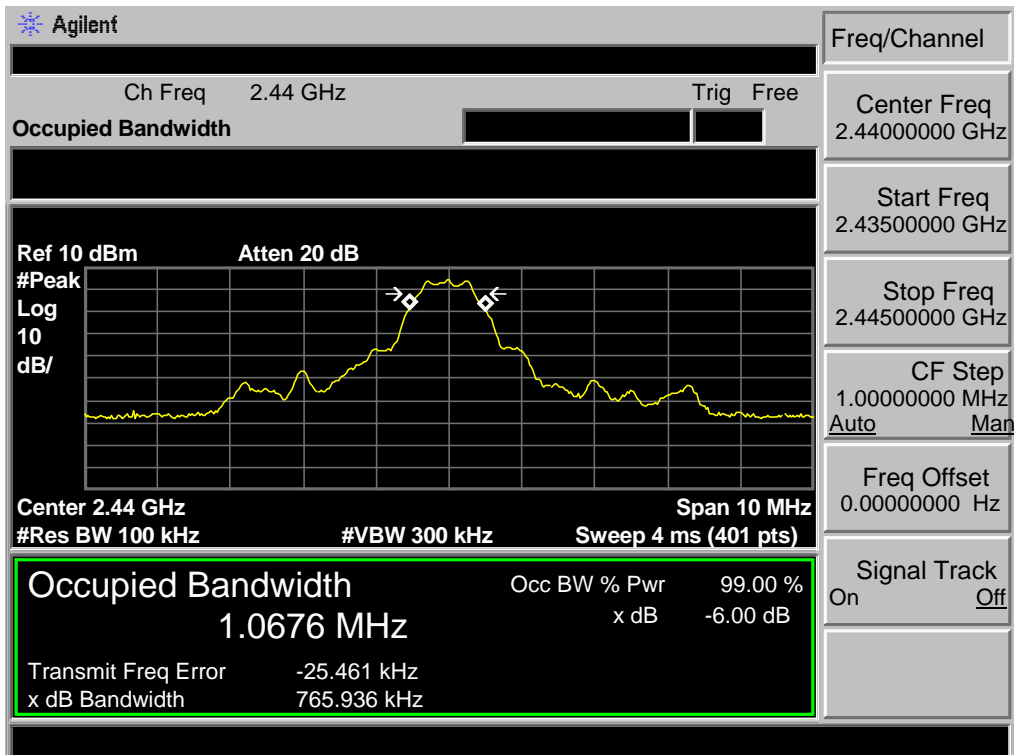 Agilent
Ch Freq 2.44 GHz Trig Free
Occupied Bandwidth
Ref 10 dBm Atten 20 dB
#Peak
Log
10
dB/
Center 2.44 GHz Span 10 MHz
#Res BW 100 kHz #VBW 300 kHz Sweep 4 ms (401 pts)
Occupied Bandwidth Occ BW % Pwr 99.00 %
1.0676 MHz x dB -6.00 dB
Transmit Freq Error -25.461 kHz
x dB Bandwidth 765.936 kHz
Freq/Channel
Center Freq
2.44000000 GHz
Start Freq
2.43500000 GHz
Stop Freq
2.44500000 GHz
CF Step
1.00000000 MHz
Auto Man
Freq Offset
0.00000000 Hz
Signal Track
On Off